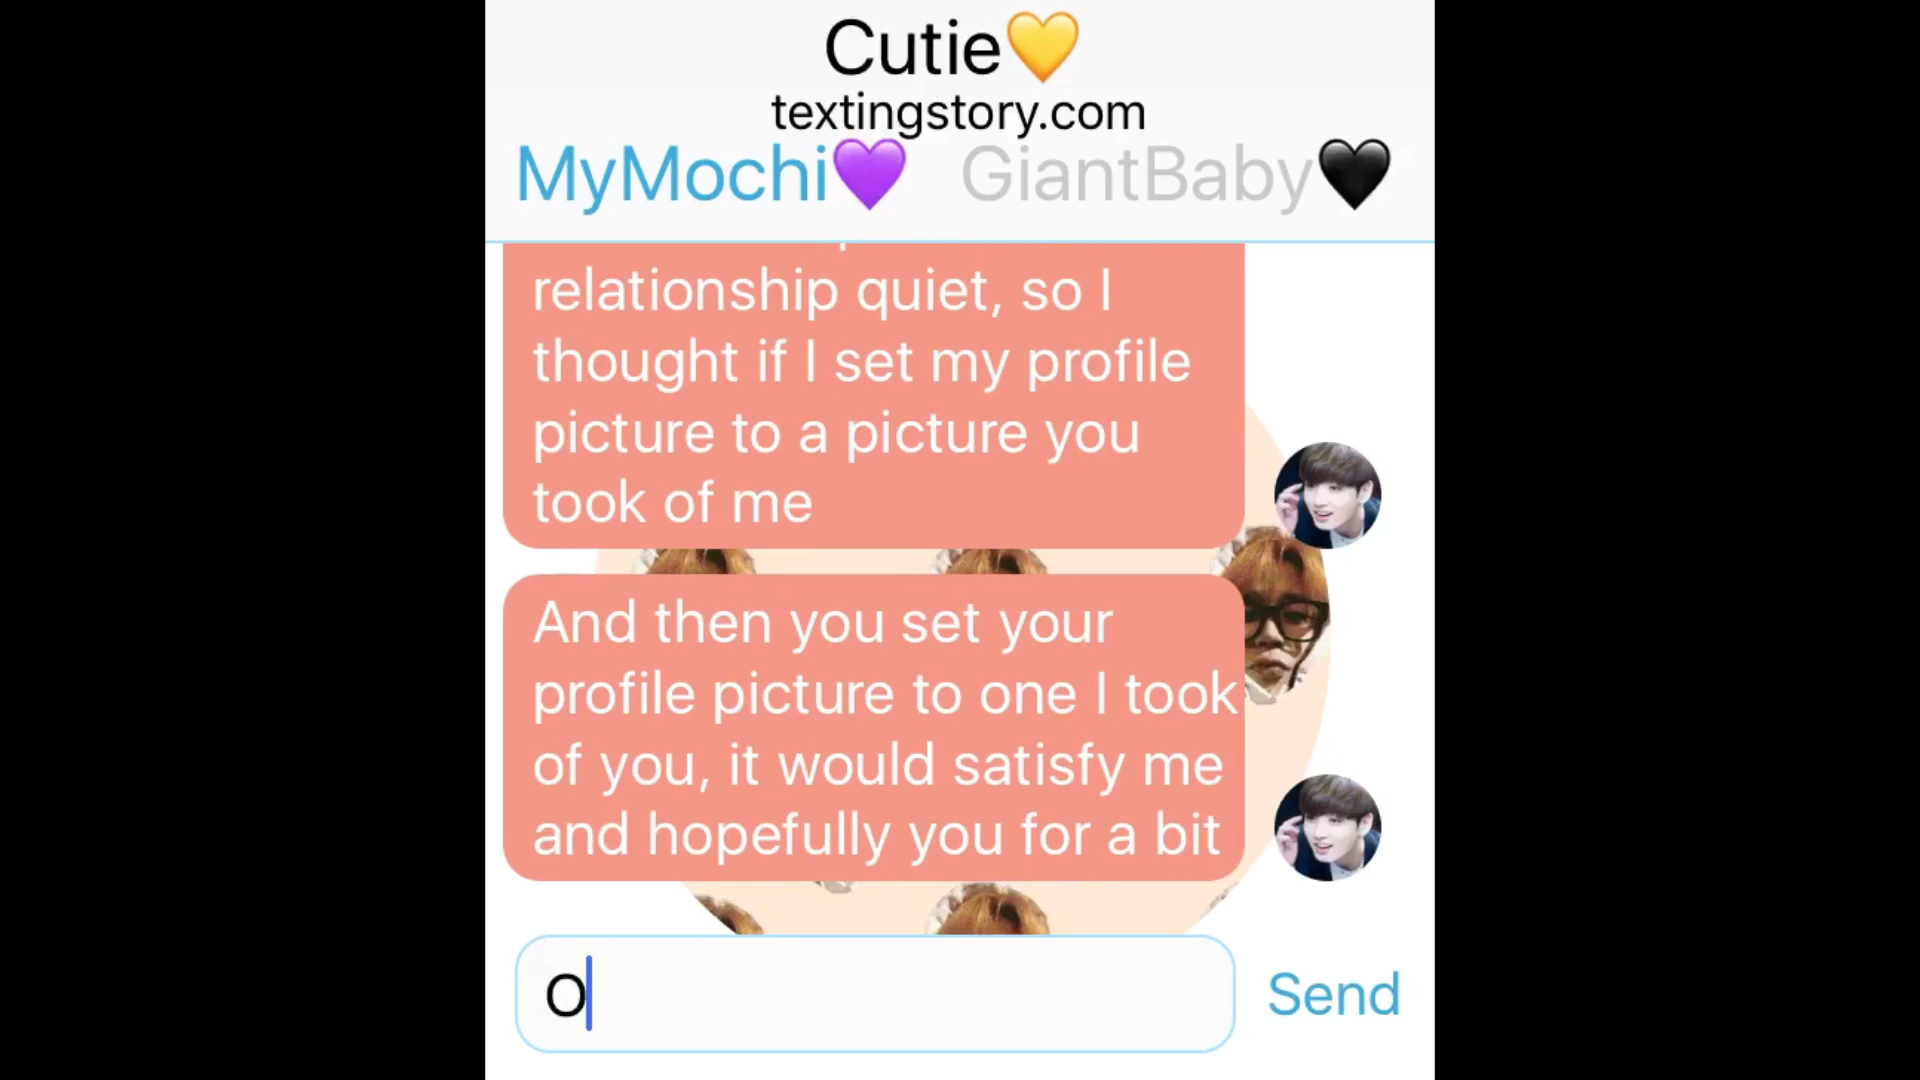 Cutie💛
textingstory.com
MyMochi💜 GiantBaby🖤
relationship quiet, so I
thought if I set my profile
picture to a picture you
took of me
And then you set your
profile picture to one I took
of you, it would satisfy me
and hopefully you for a bit
O
Send